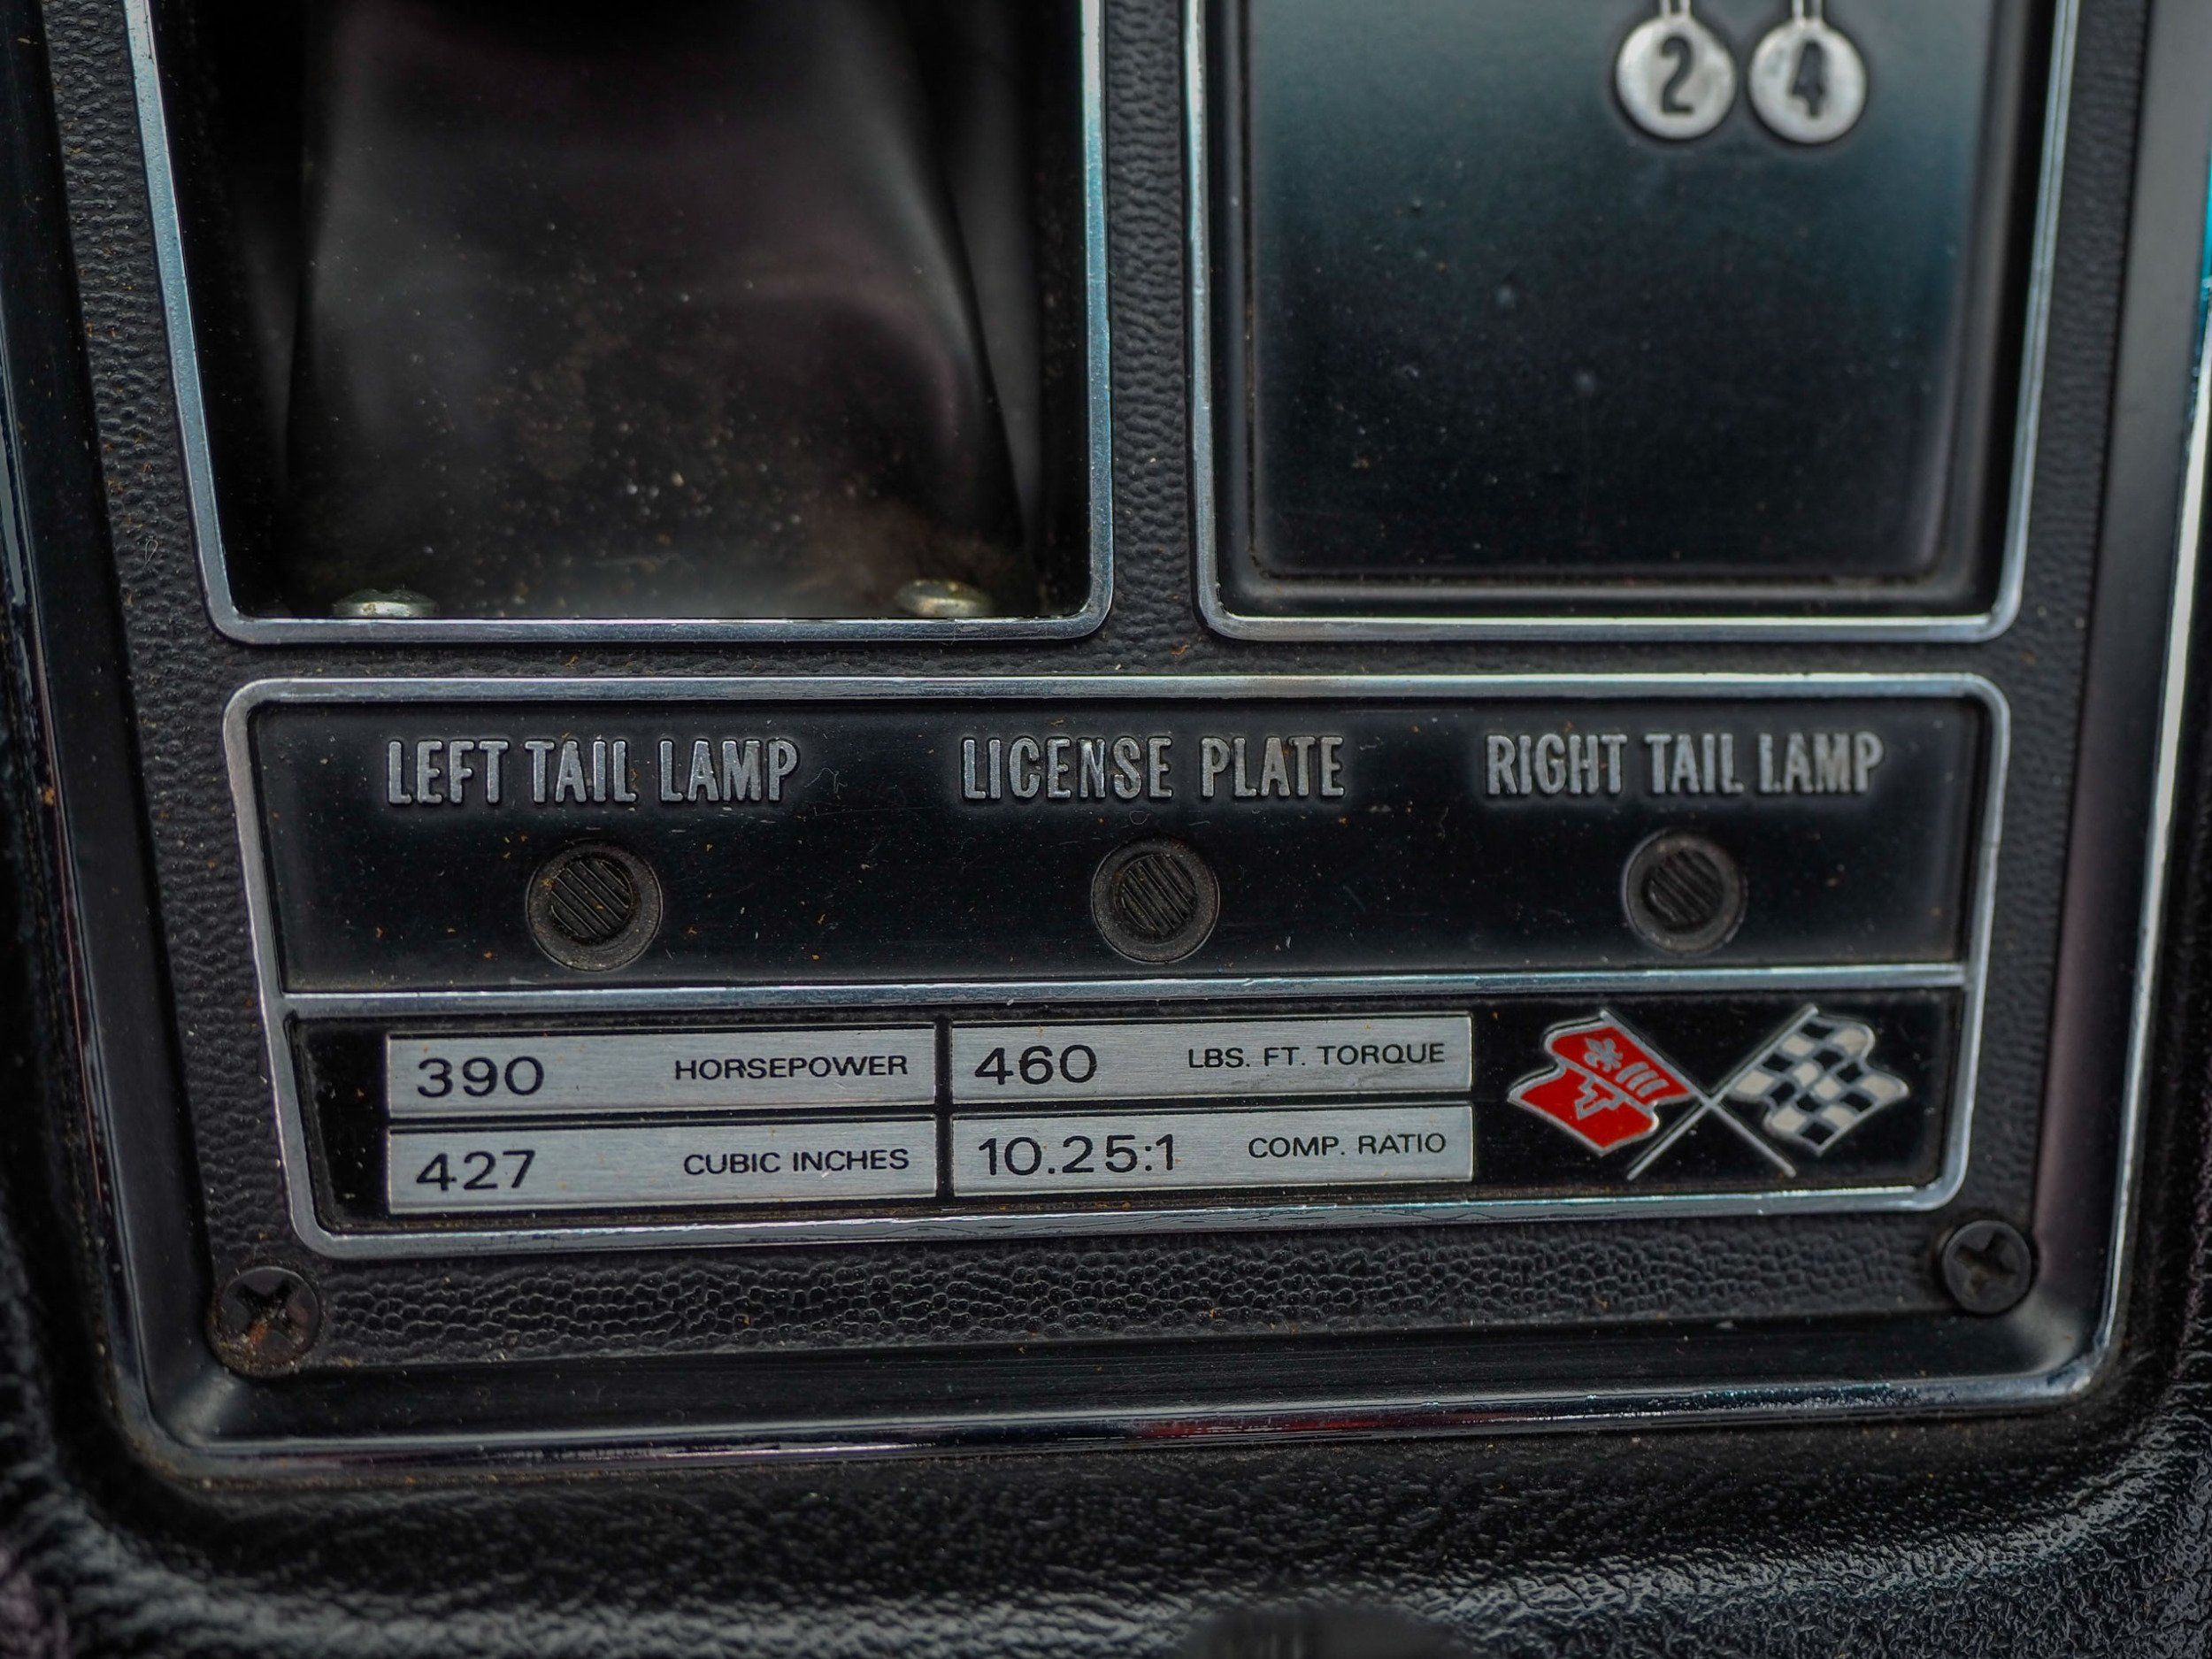 2 4
LEFT TAIL LAMP
LICENSE PLATE
RIGHT TAIL LAMP
390 HORSEPOWER
460 LBS. FT. TORQUE
427 CUBIC INCHES
10.25:1 COMP. RATIO